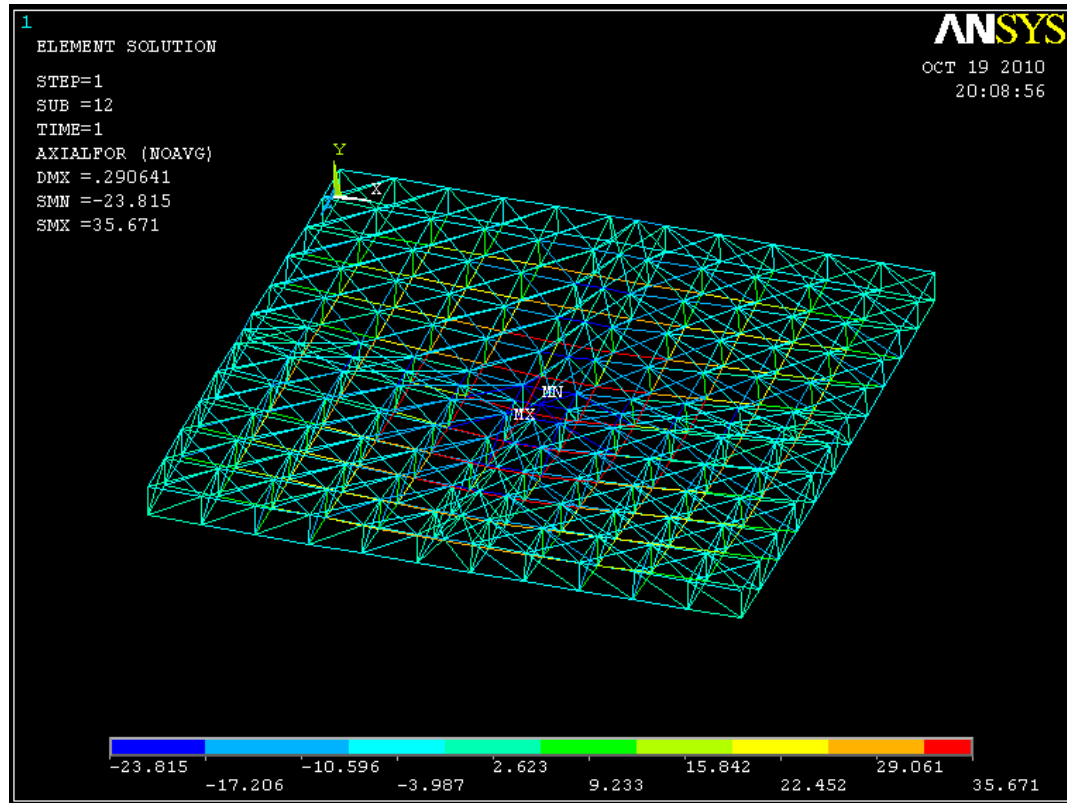 1
ANSYS
ELEMENT SOLUTION
OCT 19 2010
20:08:56
STEP=1
SUB =12
TIME=1
AXIALFOR (NOAVG)
DMX =.290641
SMN =-23.815
SMX =35.671
Y
X
MN
MX
-23.815 -10.596 2.623 15.842 29.061
-17.206 -3.987 9.233 22.452 35.671